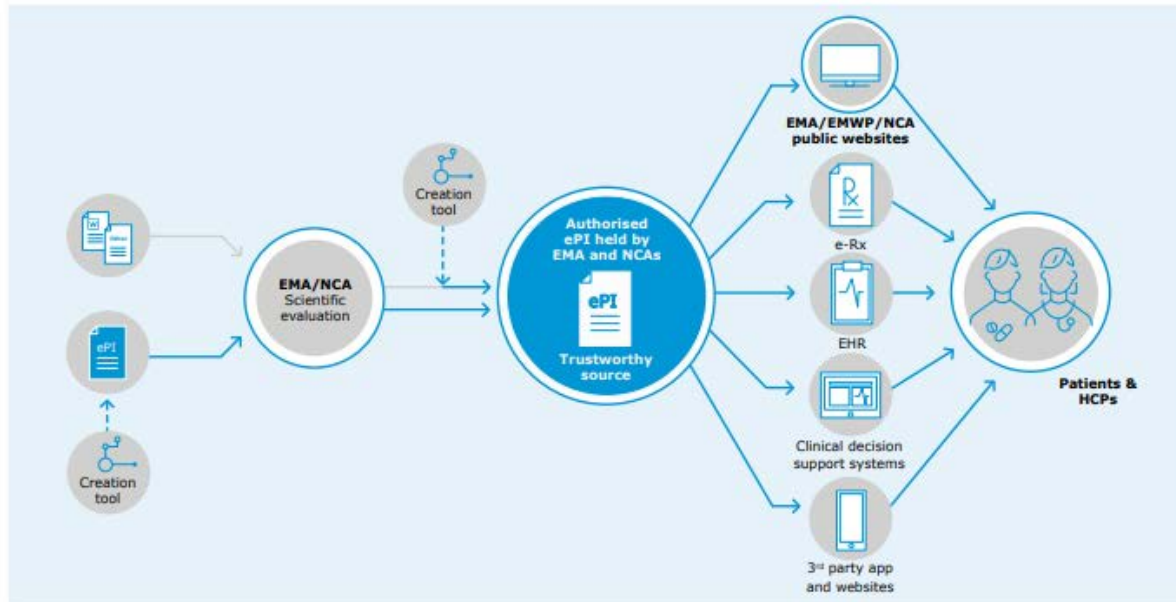 EMA/EMWP/NCA
public websites
Creation
tool
W
Authorised
ePI held by
EMA and NCAs
ePI
Trustworthy
source
Rx
e-Rx
EMA/NCA
Scientific
evaluation
ePI
EHR
Patients &
HCPs
Creation
tool
Clinical decision
support systems
3rd party app
and websites